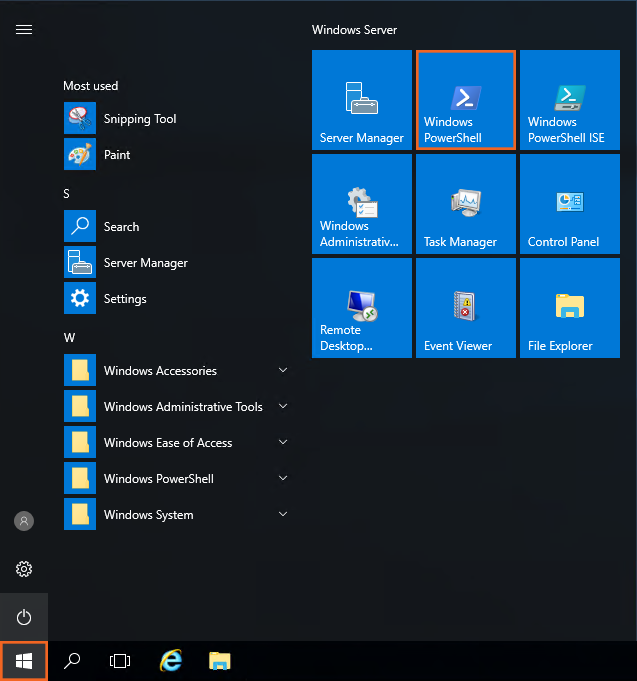 Windows Server
Most used
Snipping Tool
Paint
S
Search
Server Manager
Settings
W
Windows Accessories
Windows Administrative Tools
Windows Ease of Access
Windows PowerShell
Windows System
Server Manager
Windows
PowerShell
Windows
PowerShell ISE
Windows
Administrativ...
Task Manager
Control Panel
Remote
Desktop...
Event Viewer
File Explorer